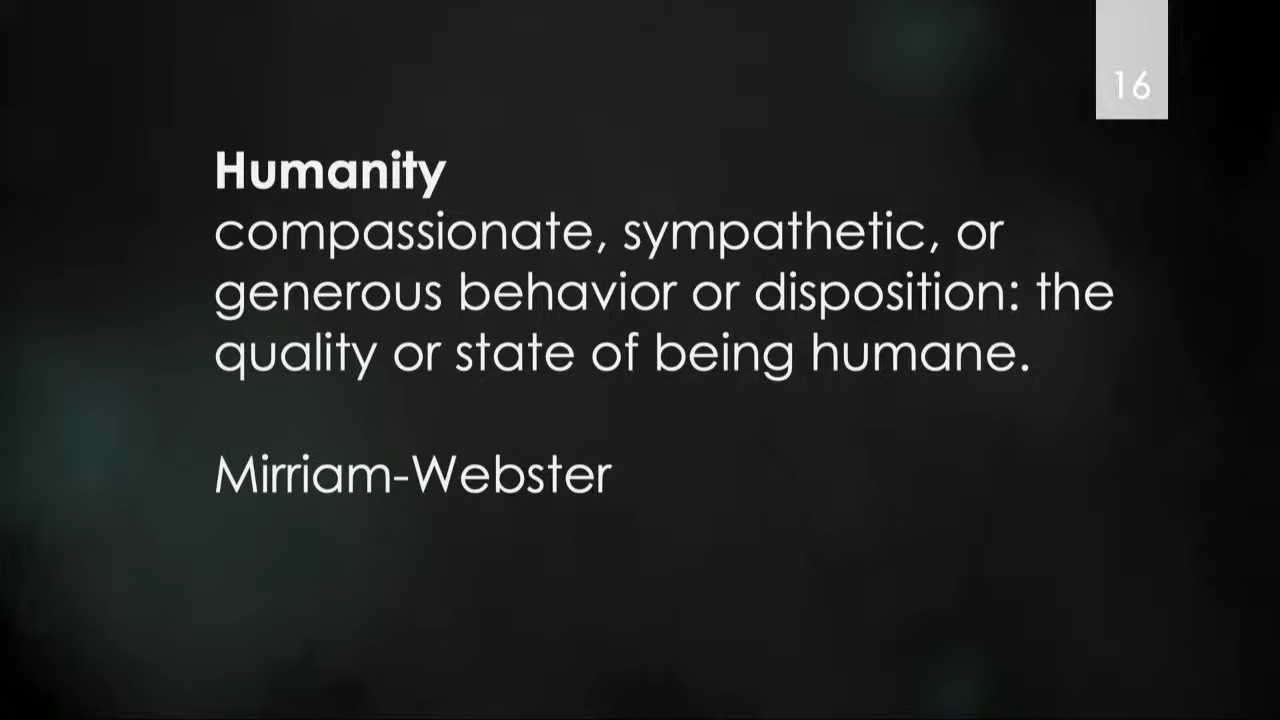 16
Humanity
compassionate, sympathetic, or
generous behavior or disposition: the
quality or state of being humane.
Mirriam-Webster